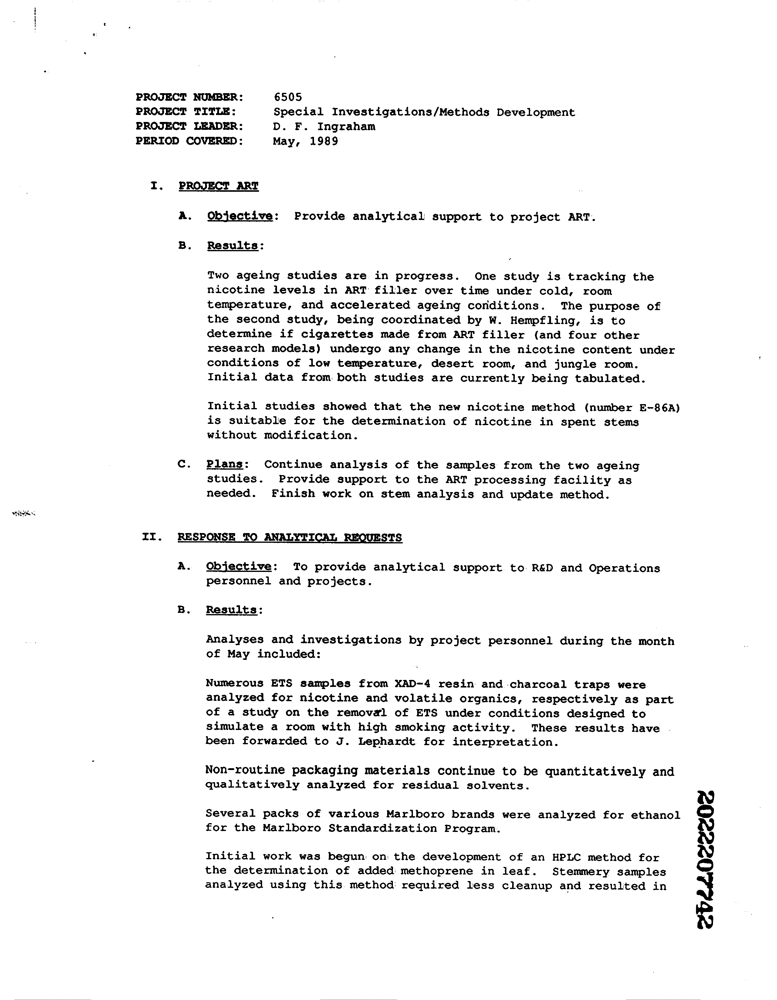 PROJECT NUMBER: 6505
PROJECT TITLE: Special Investigations/Methods Development
PROJECT LEADER: D. F. Ingraham
PERIOD COVERED: May, 1989
I. PROJECT ART
A. Objective: Provide analytical support to project ART.
B. Results:
Two ageing studies are in progress. One study is tracking the
nicotine levels in ART filler over time under cold, room
temperature, and accelerated ageing conditions. The purpose of
the second study, being coordinated by W. Hempfling, is to
determine if cigarettes made from ART filler (and four other
research models) undergo any change in the nicotine content under
conditions of low temperature, desert room, and jungle room.
Initial data from both studies are currently being tabulated.
Initial studies showed that the new nicotine method (number E-86A)
is suitable for the determination of nicotine in spent stems
without modification.
C. Plans: Continue analysis of the samples from the two ageing
studies. Provide support to the ART processing facility as
needed. Finish work on stem analysis and update method.
II. RESPONSE TO ANALYTICAL REQUESTS
A. Objective: To provide analytical support to R&D and Operations
personnel and projects.
B. Results:
Analyses and investigations by project personnel during the month
of May included:
Numerous ETS samples from XAD-4 resin and charcoal traps were
analyzed for nicotine and volatile organics, respectively as part
of a study on the removal of ETS under conditions designed to
simulate a room with high smoking activity. These results have
been forwarded to J. Lephardt for interpretation.
Non-routine packaging materials continue to be quantitatively and
qualitatively analyzed for residual solvents.
Several packs of various Marlboro brands were analyzed for ethanol
for the Marlboro Standardization Program.
Initial work was begun on the development of an HPLC method for
the determination of added methoprene in leaf. Stemmery samples
analyzed using this method required less cleanup and resulted in
2022207742